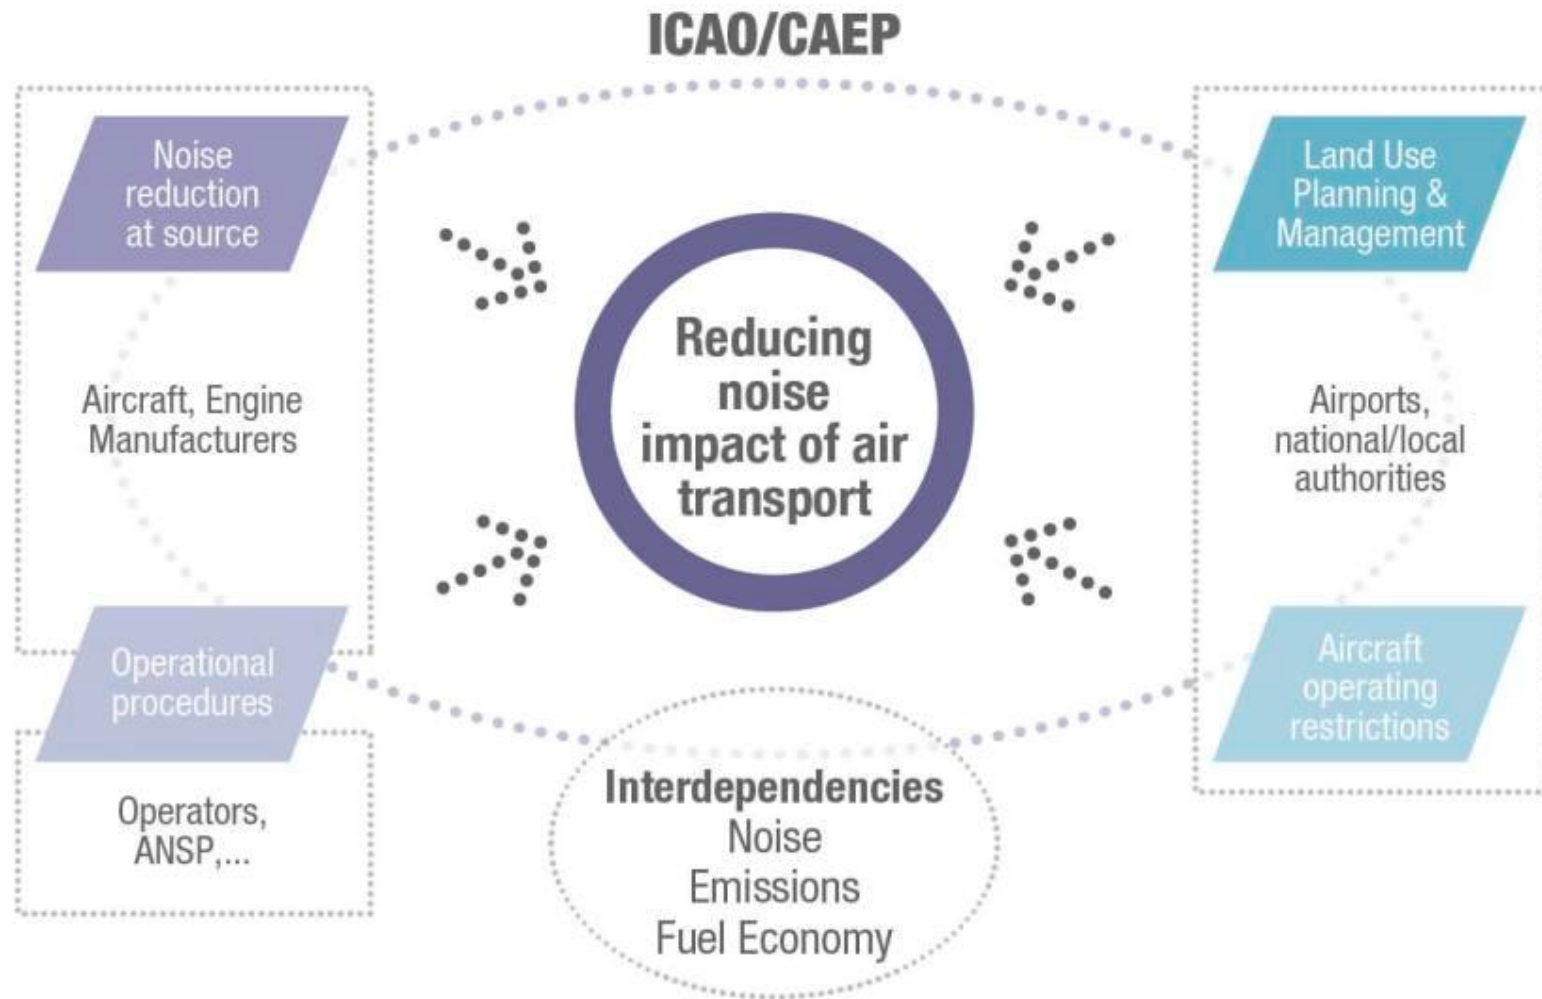 ICAO/CAEP
Noise
reduction
at source
Aircraft, Engine
Manufacturers
Operational
procedures
Operators,
ANSP,...
Reducing
noise
impact of air
transport
Interdependencies
Noise
Emissions
Fuel Economy
Land Use
Planning &
Management
Airports,
national/local
authorities
Aircraft
operating
restrictions